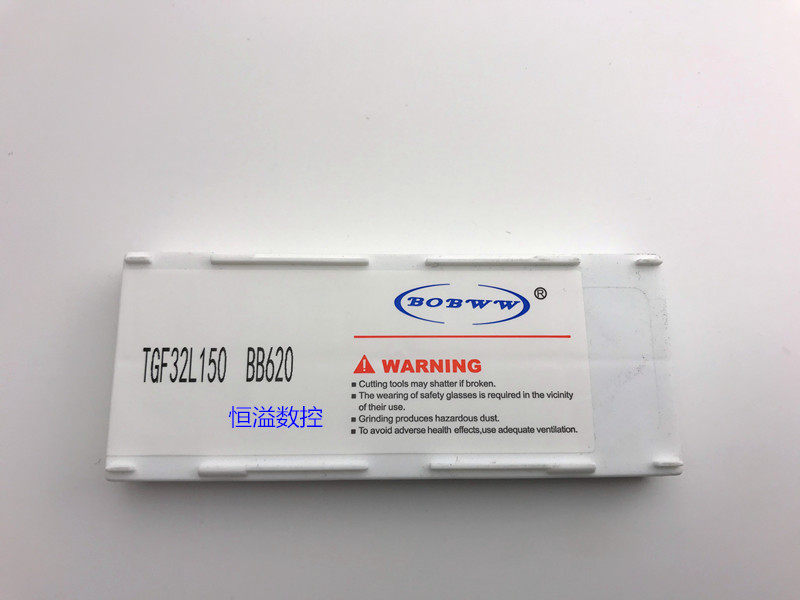 BOBWW®
TGF32L150 BB620
恒溢数控
WARNING
■ Cutting tools may shatter if broken.
■ The wearing of safety glasses is required in the vicinity
of their use.
■ Grinding produces hazardous dust.
■ To avoid adverse health effects,use adequate ventilation.